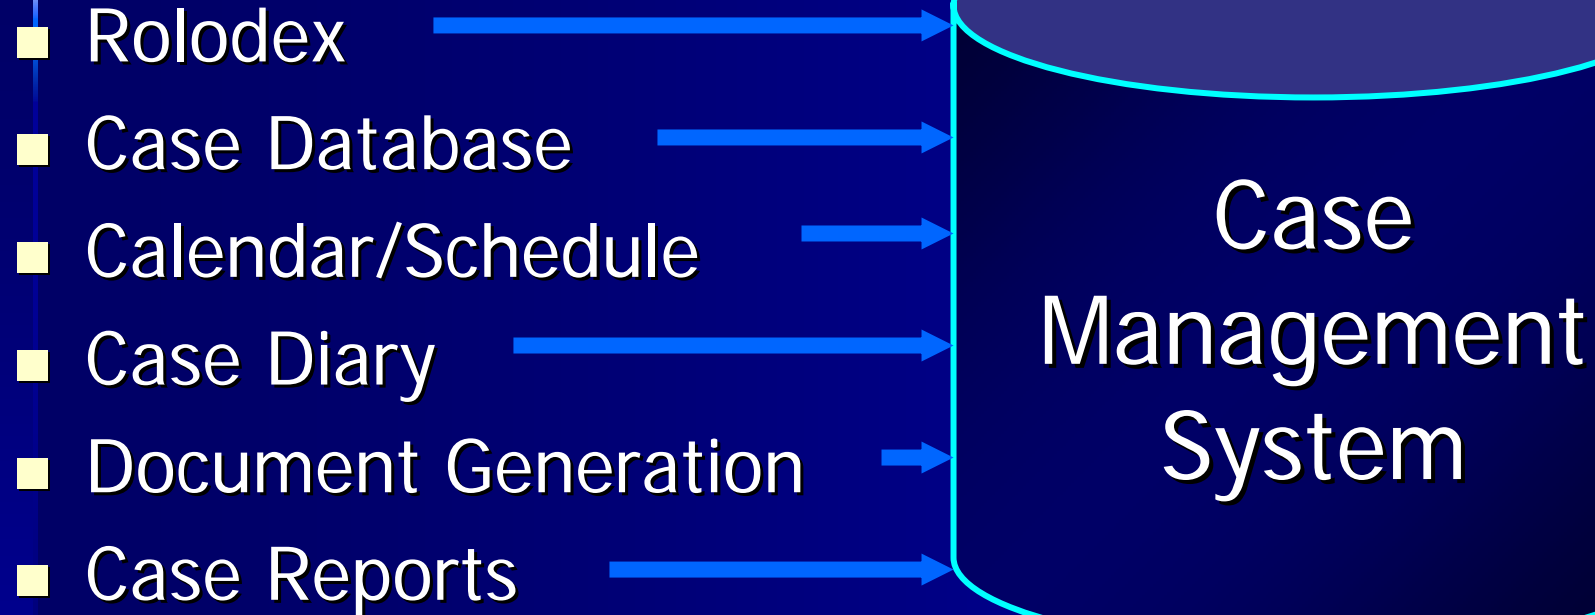 Rolodex
Case Database
Calendar/Schedule
Case Diary
Document Generation
Case Reports
Case
Management
System